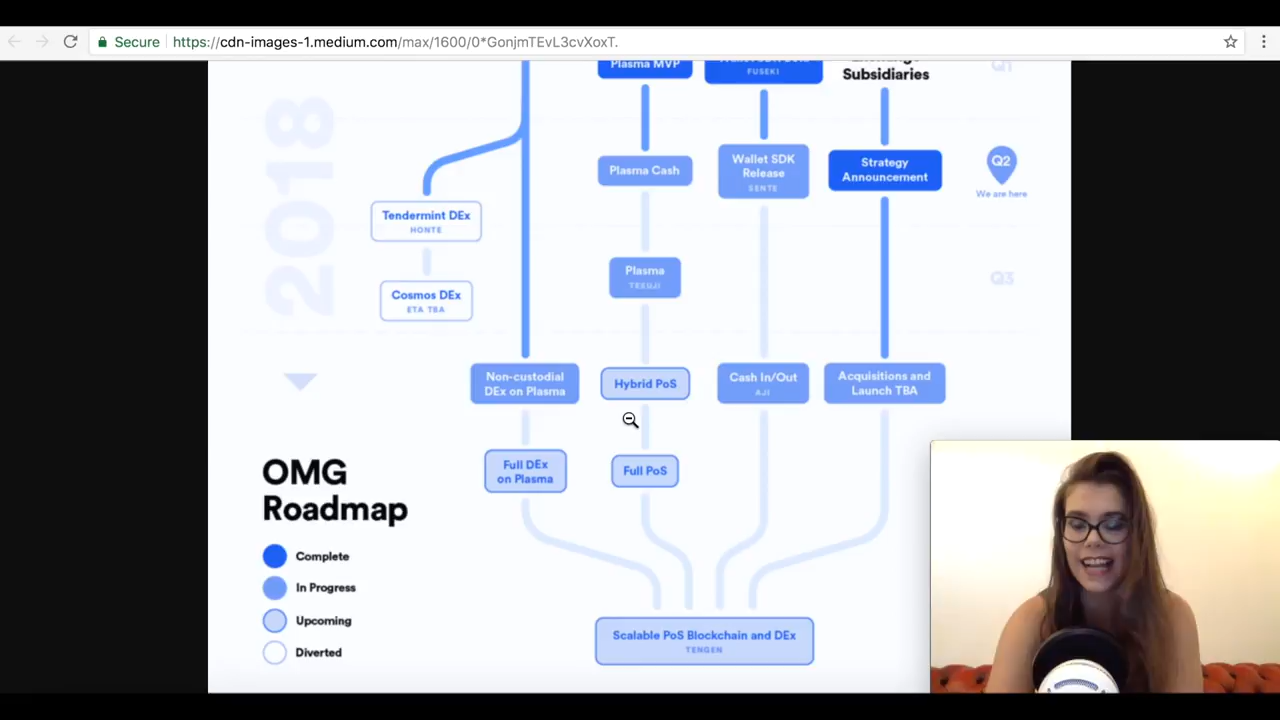 Secure
https://cdn-images-1.medium.com/max/1600/0*GonjmTEvL3cvXoxT.
Plasma MVP
FUSEKI
Subsidiaries
Q1
2018
Plasma Cash
Wallet SDK
Release
SENTE
Strategy
Announcement
Q2
We are here
Tendermint DEx
HONTE
Plasma
TESUJI
Q3
Cosmos DEx
ETA TBA
Non-custodial
DEx on Plasma
Hybrid PoS
Cash In/Out
AJI
Acquisitions and
Launch TBA
Full DEx
on Plasma
Full PoS
OMG
Roadmap
Complete
In Progress
Upcoming
Diverted
Scalable PoS Blockchain and DEx
TENGEN